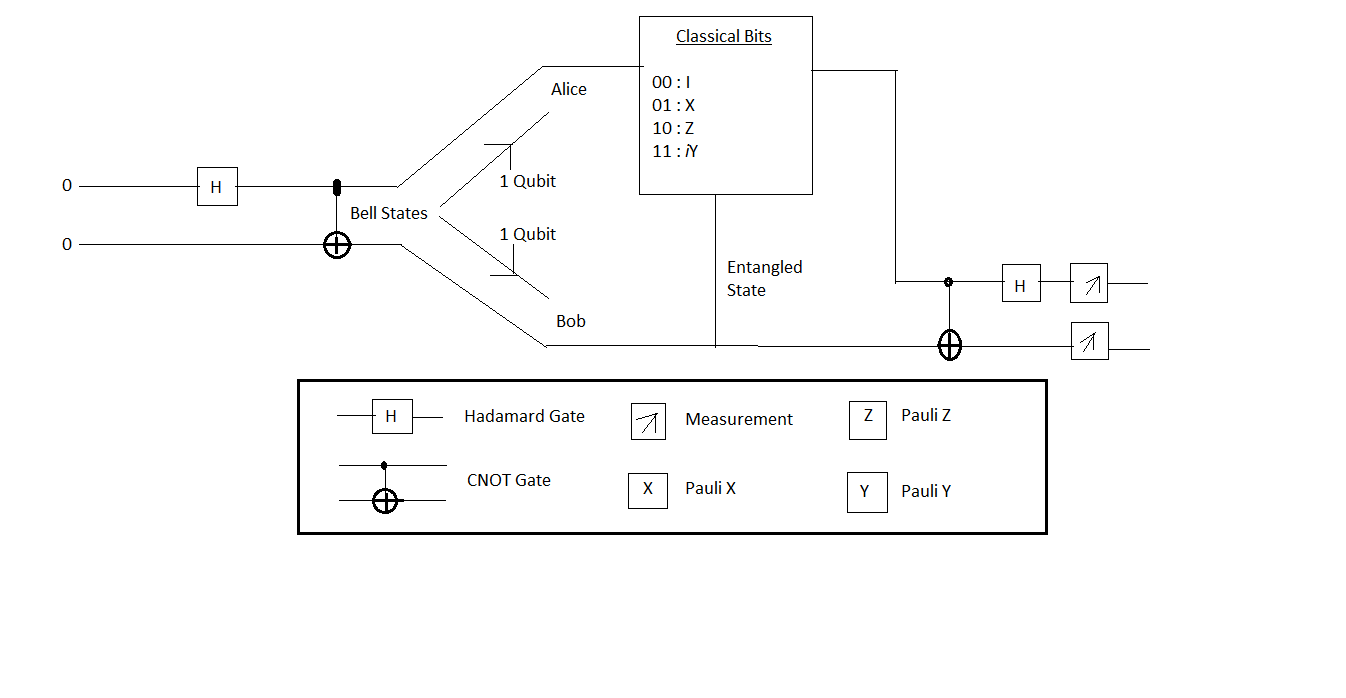 Classical Bits
00 : I
01 : X
10 : Z
11 : iY
Alice
1 Qubit
0
H
Bell States
0
1 Qubit
Bob
Entangled
State
H
H
Hadamard Gate
Measurement
Z
Pauli Z
CNOT Gate
X
Pauli X
Y
Pauli Y